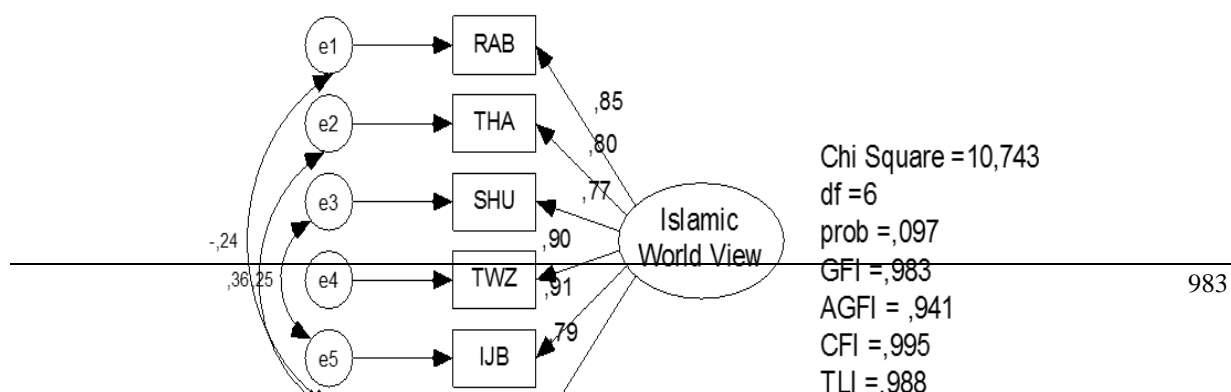 e1
RAB
,85
e2
THA
,80
Chi Square =10,743
df =6
e3
SHU
,77
Islamic
World View
prob =,097
-,24
,90
GFI =,983
983
,36
,25
e4
TWZ
,91
AGFI = ,941
,79
CFI =,995
e5
IJB
TLI =,988